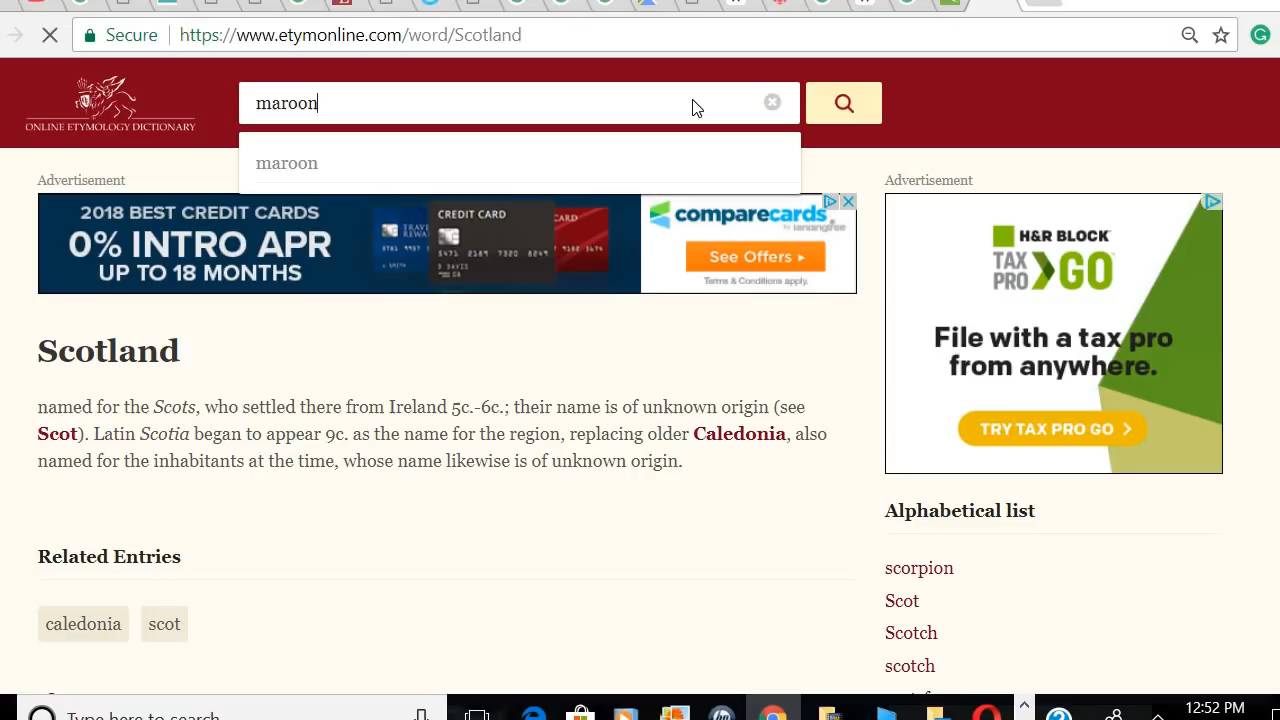 Secure https://www.etymonline.com/word/Scotland
maroon
ONLINE ETYMOLOGY DICTIONARY
maroon
Advertisement
Advertisement
2018 BEST CREDIT CARDS
0% INTRO APR
UP TO 18 MONTHS
CREDIT CARD
CARD
comparecards
by lendingtree
See Offers
Terms & Conditions apply.
H&R BLOCK
TAX
PRO GO
File with a tax pro
from anywhere.
TRY TAX PRO GO
Scotland
named for the Scots, who settled there from Ireland 5c.-6c.; their name is of unknown origin (see
Scot). Latin Scotia began to appear 9c. as the name for the region, replacing older Caledonia, also
named for the inhabitants at the time, whose name likewise is of unknown origin.
Related Entries
caledonia scot
Alphabetical list
scorpion
Scot
Scotch
scotch
Type here to search
12:52 PM